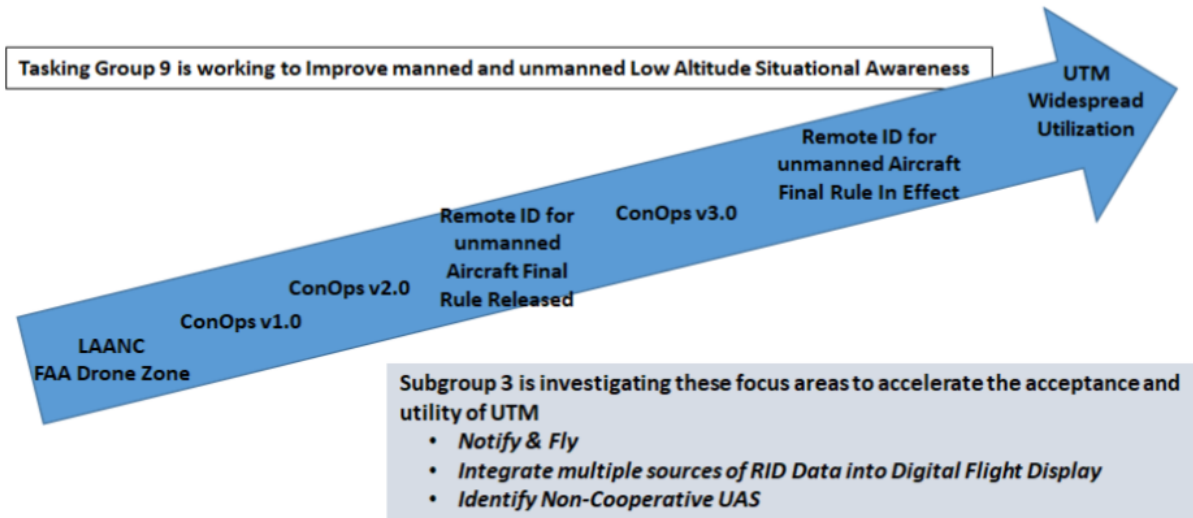 Tasking Group 9 is working to Improve manned and unmanned Low Altitude Situational Awareness
UTM
Widespread
Utilization
Remote ID for
unmanned Aircraft
Final Rule In Effect
ConOps v3.0
Remote ID for
unmanned
Aircraft Final
Rule Released
ConOps v2.0
ConOps v1.0
LAANC
FAA Drone Zone
Subgroup 3 is investigating these focus areas to accelerate the acceptance and
utility of UTM
• Notify & Fly
• Integrate multiple sources of RID Data into Digital Flight Display
• Identify Non-Cooperative UAS